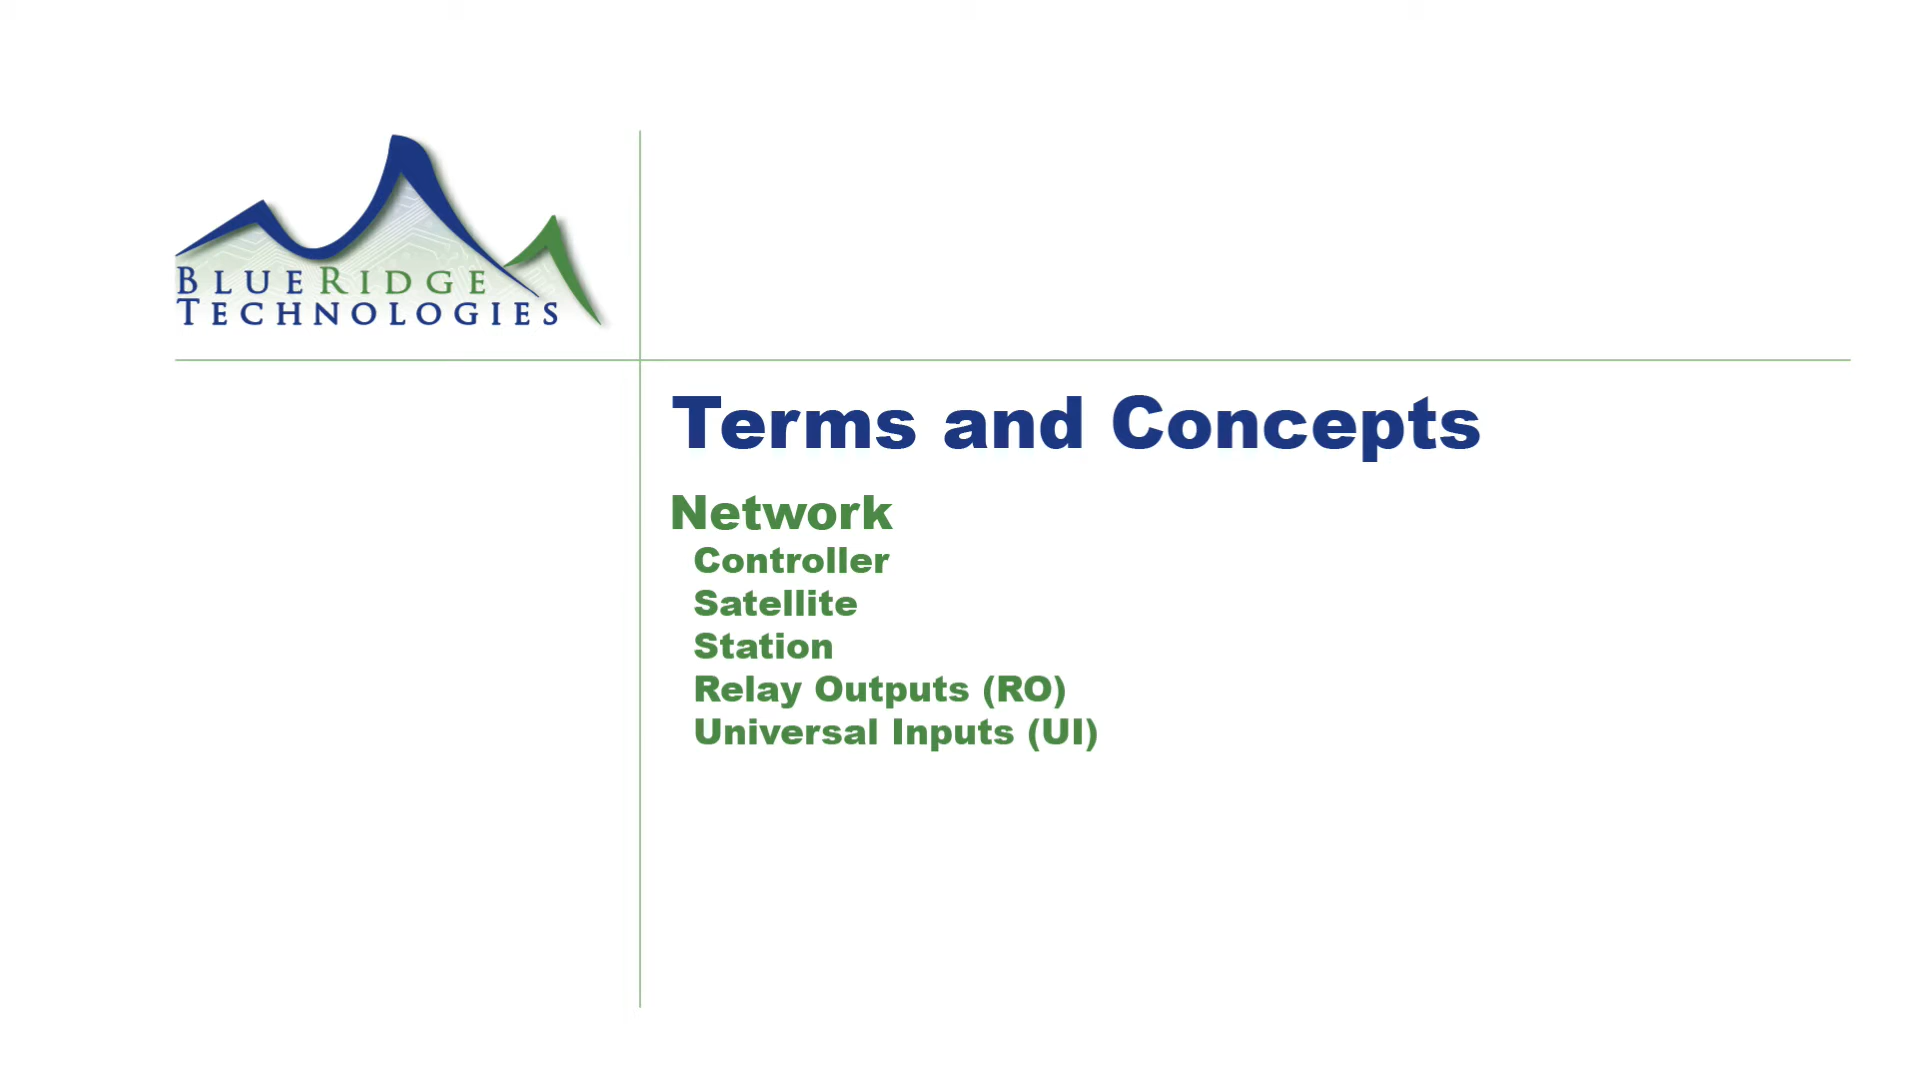 BLUERIDGE
TECHNOLOGIES
Terms and Concepts
Network
Controller
Satellite
Station
Relay Outputs (RO)
Universal Inputs (UI)